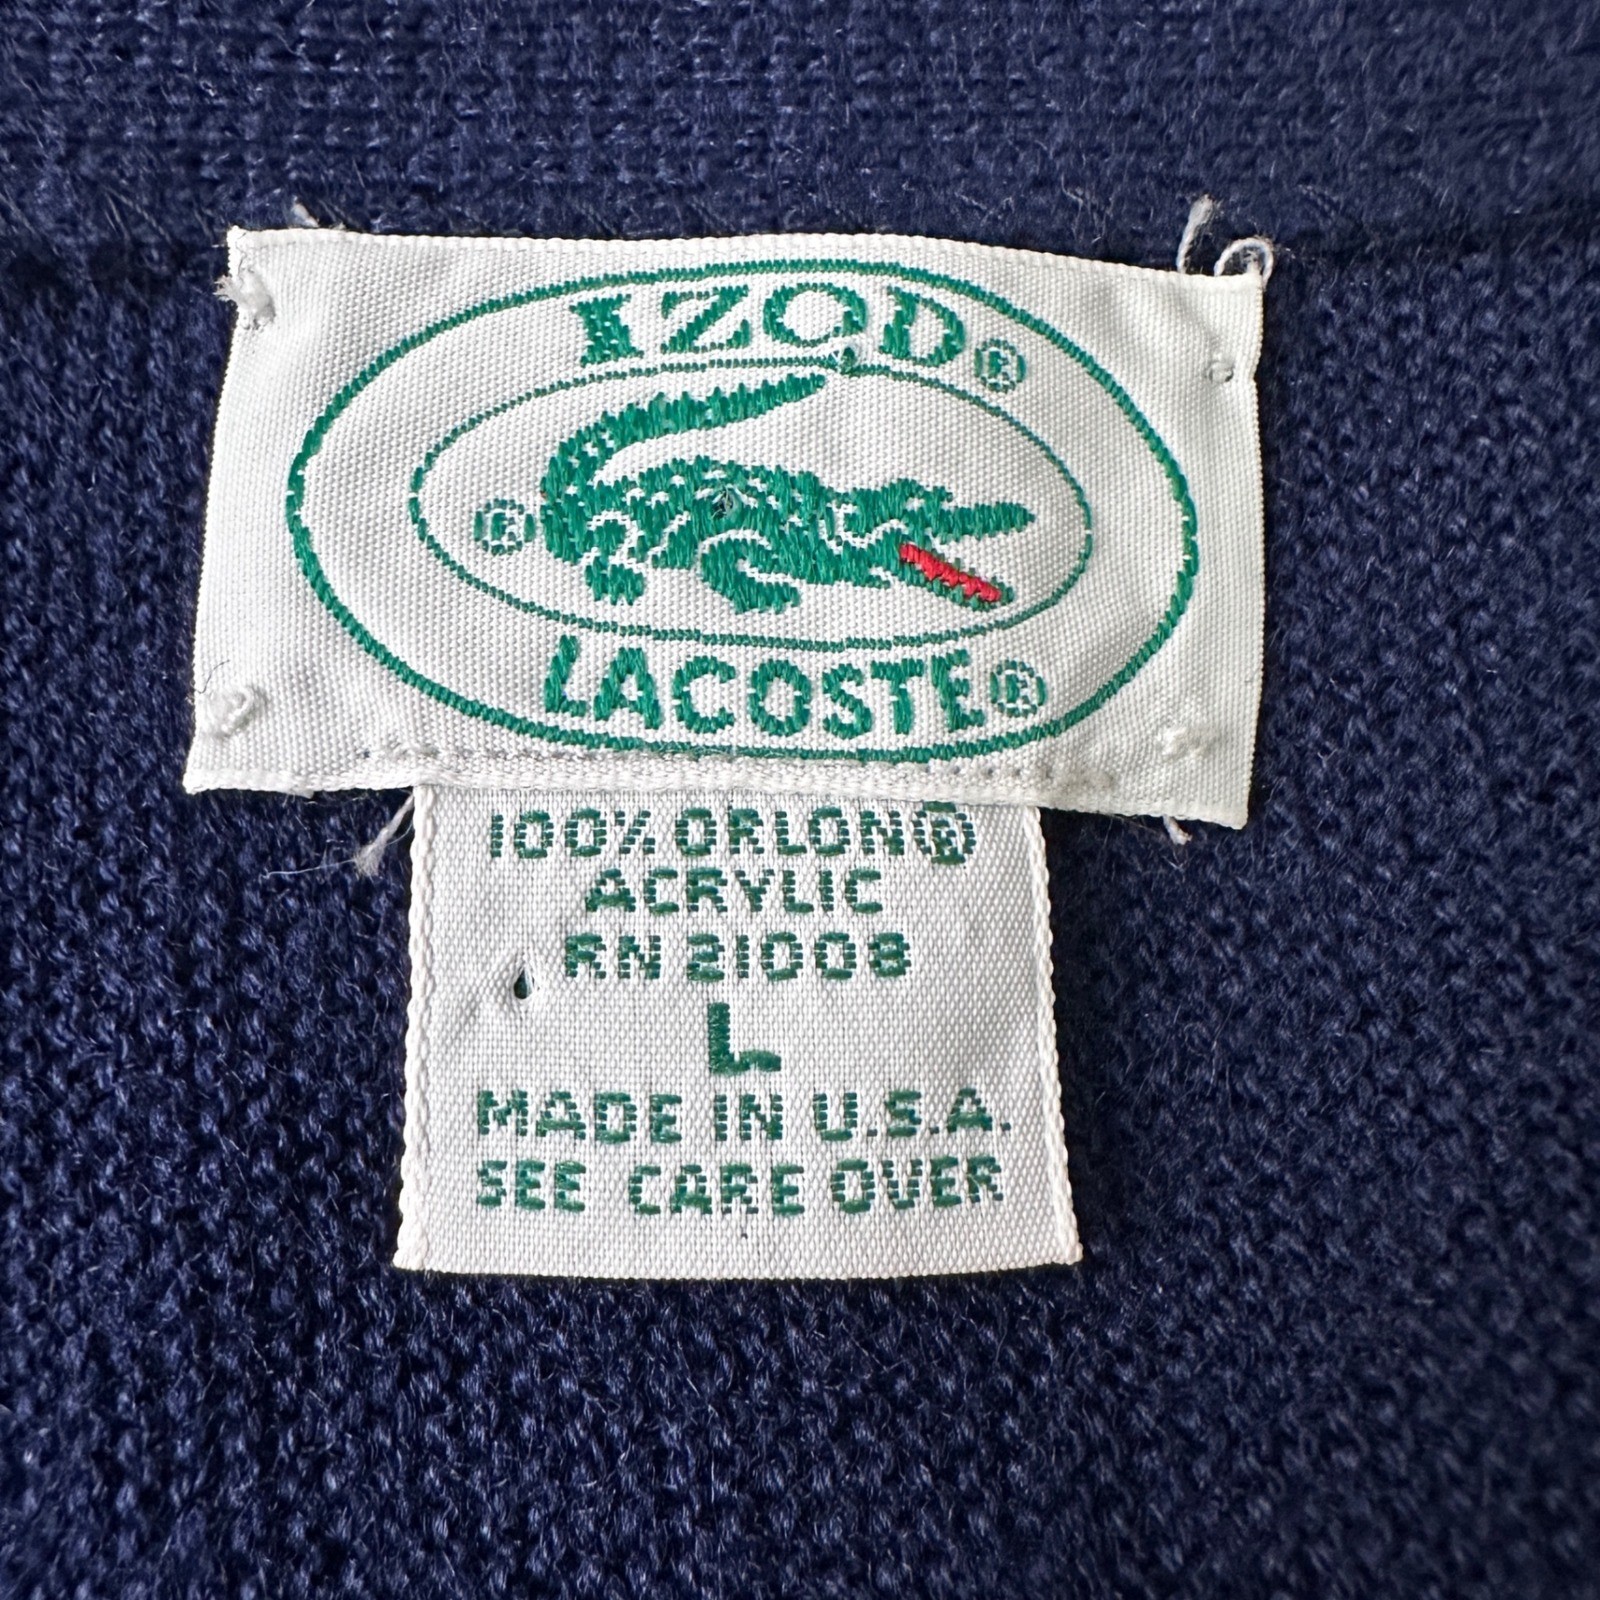 IZOD®
®
LACOSTE®
100% ORLON®
ACRYLIC
RN 21008
L
MADE IN U.S.A.
SEE CARE OVER